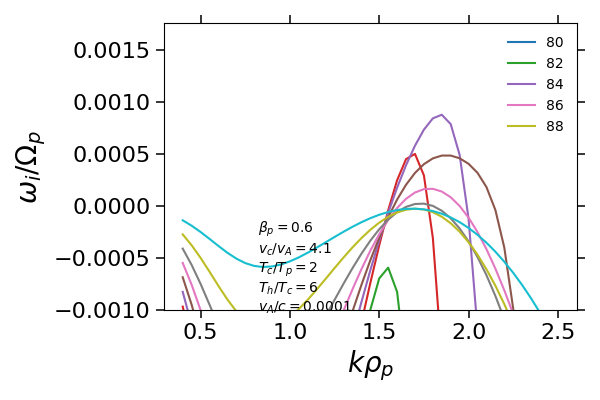 0.0015
0.0010
0.0005
0.0000
−0.0005
−0.0010
ω_i/Ω_p
80
82
84
86
88
β_p = 0.6
v_c/v_A = 4.1
T_c/T_p = 2
T_h/T_c = 6
v_A/c = 0.0001
0.5
1.0
1.5
2.0
2.5
kρ_p